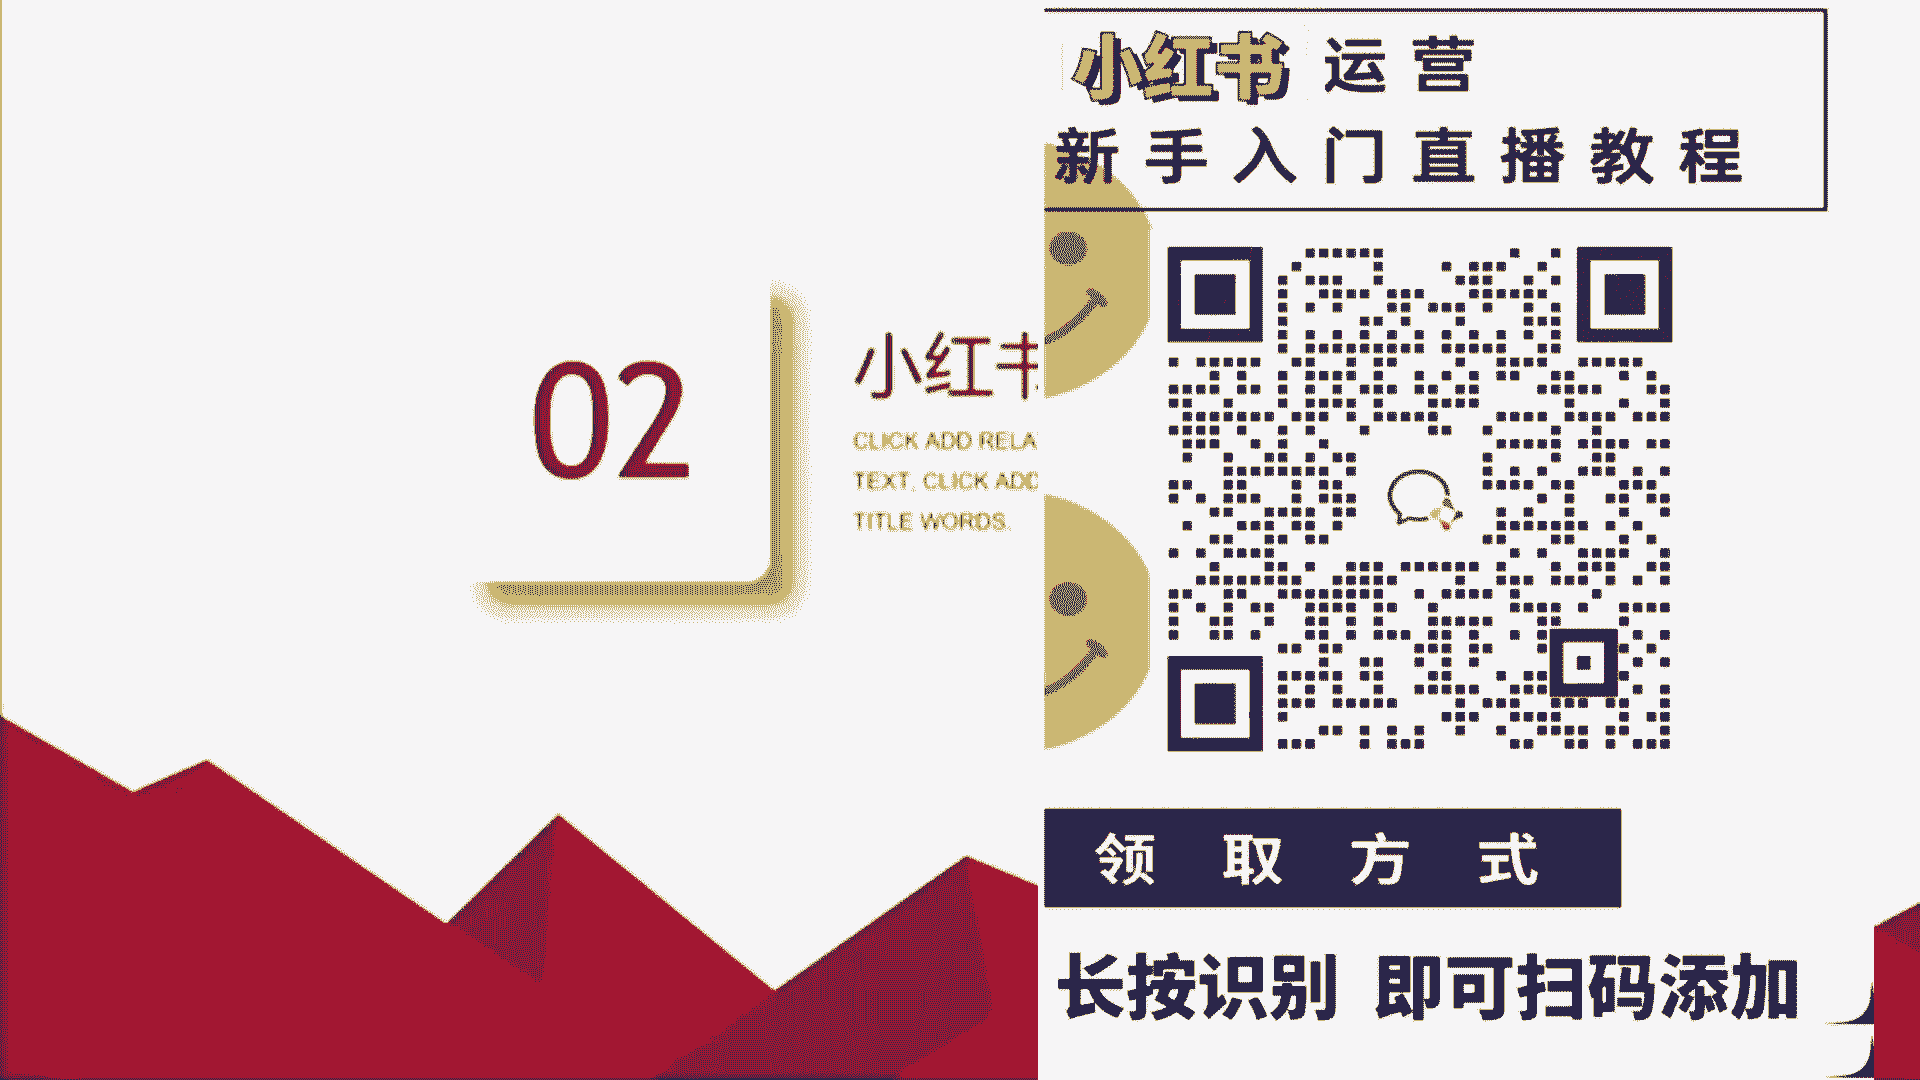 02
小红书
CLICK ADD RELA
TEXT. CLICK ADD
TITLE WORDS.
小红书 运营
新手入门直播教程
领取方式
长按识别 即可扫码添加